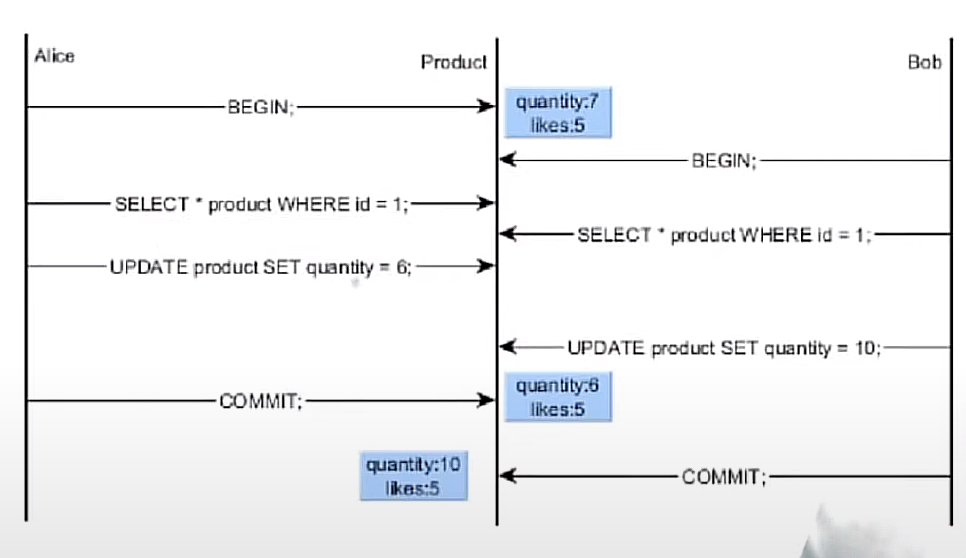 Alice
Product
Bob
BEGIN;
quantity:7
likes:5
BEGIN;
SELECT * product WHERE id = 1;
SELECT * product WHERE id = 1;
UPDATE product SET quantity = 6;
UPDATE product SET quantity = 10;
quantity:6
likes:5
COMMIT;
quantity:10
likes:5
COMMIT;